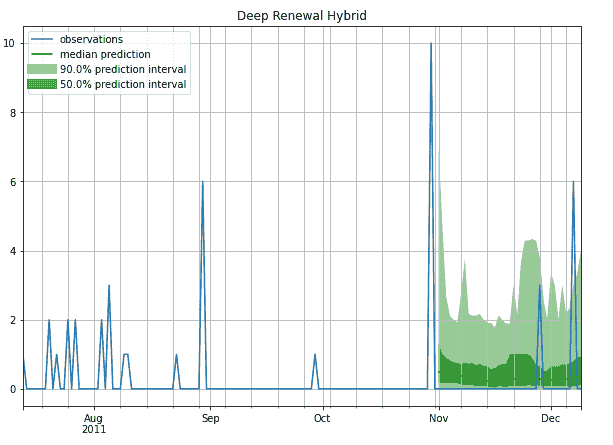 Deep Renewal Hybrid
observations
median prediction
90.0% prediction interval
50.0% prediction interval
10
8
6
4
2
0
Aug
2011
Sep
Oct
Nov
Dec